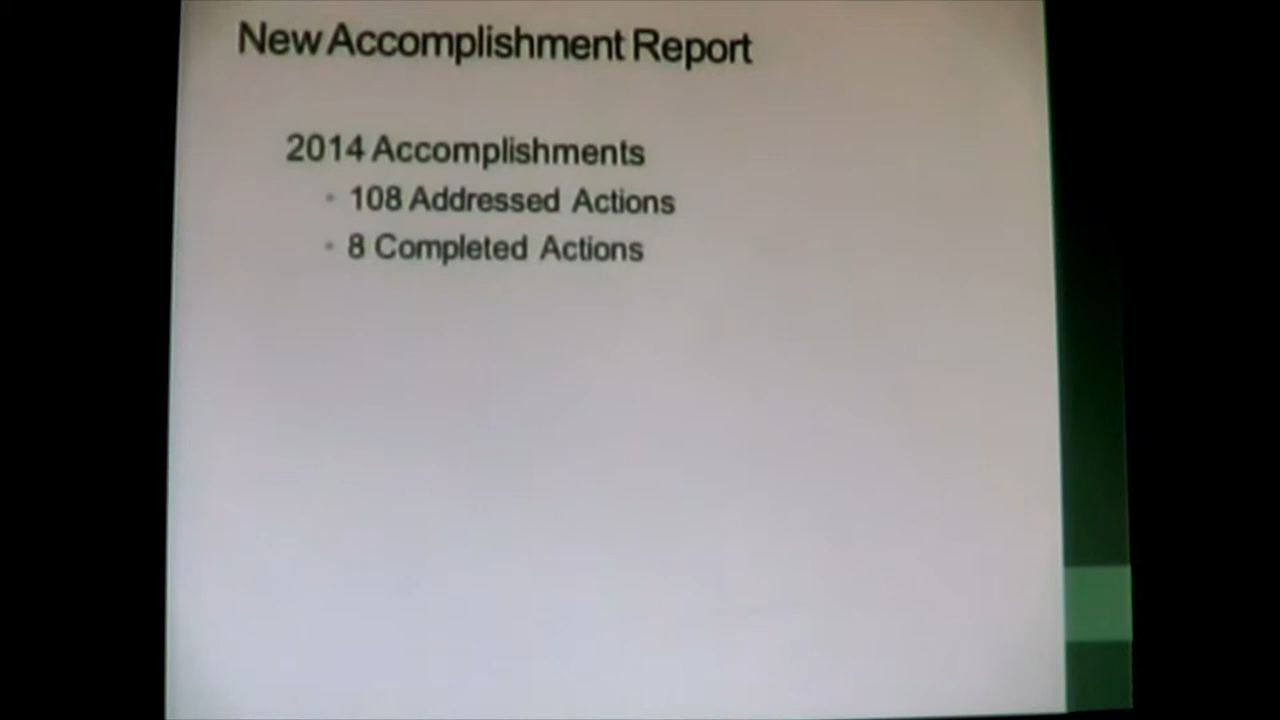 New Accomplishment Report
2014 Accomplishments
• 108 Addressed Actions
• 8 Completed Actions